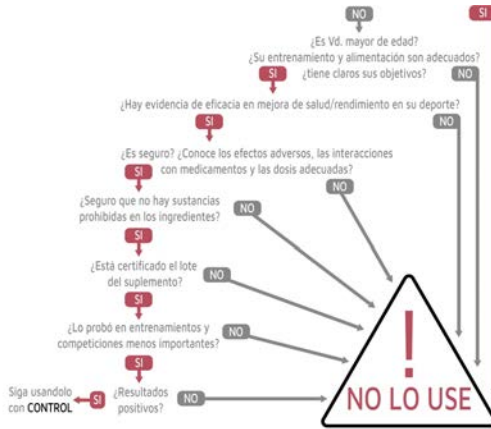 NO
SI
¿Es Vd. mayor de edad?
¿Su entrenamiento y alimentación son adecuados?
SI
¿tiene claros sus objetivos?
NO
¿Hay evidencia de eficacia en mejora de salud/rendimiento en su deporte?
SI
NO
¿Es seguro? ¿Conoce los efectos adversos, las interacciones
con medicamentos y las dosis adecuadas?
SI
NO
¿Seguro que no hay sustancias
prohibidas en los ingredientes?
NO
SI
¿Está certificado el lote
del suplemento?
NO
SI
¿Lo probó en entrenamientos y
competiciones menos importantes?
NO
SI
Siga usandolo
con CONTROL
SI
¿Resultados
positivos?
NO
!
NO LO USE